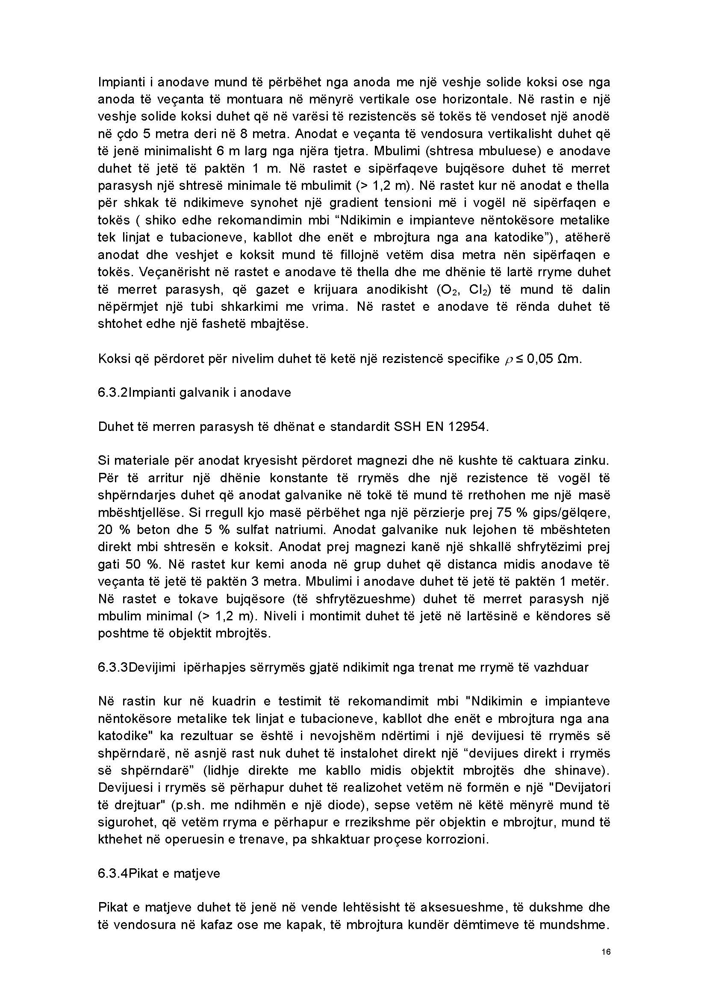 Impianti i anodave mund të përbëhet nga anoda me një veshje solide koksi ose nga
anoda të veçanta të montuara në mënyrë vertikale ose horizontale. Në rastin e një
veshje solide koksi duhet që në varësi të rezistencës së tokës të vendoset një anodë
në çdo 5 metra deri në 8 metra. Anodat e veçanta të vendosura vertikalisht duhet që
të jenë minimalisht 6 m larg nga njëra tjetra. Mbulimi (shtresa mbuluese) e anodave
duhet të jetë të paktën 1 m. Në rastet e sipërfaqeve bujqësore duhet të merret
parasysh një shtresë minimale të mbulimit (> 1,2 m). Në rastet kur në anodat e thella
për shkak të ndikimeve synohet një gradient tensioni më i vogël në sipërfaqen e
tokës ( shiko edhe rekomandimin mbi “Ndikimin e impianteve nëntokësore metalike
tek linjat e tubacioneve, kabllot dhe enët e mbrojtura nga ana katodike”), atëherë
anodat dhe veshjet e koksit mund të fillojnë vetëm disa metra nën sipërfaqen e
tokës. Veçanërisht në rastet e anodave të thella dhe me dhënie të lartë rryme duhet
të merret parasysh, që gazet e krijuara anodikisht (O₂, Cl₂) të mund të dalin
nëpërmjet një tubi shkarkimi me vrima. Në rastet e anodave të rënda duhet të
shtohet edhe një fashetë mbajtëse.
Koksi që përdoret për nivelim duhet të ketë një rezistencë specifike ρ ≤ 0,05 Ωm.
6.3.2Impianti galvanik i anodave
Duhet të merren parasysh të dhënat e standardit SSH EN 12954.
Si materiale për anodat kryesisht përdoret magnezi dhe në kushte të caktuara zinku.
Për të arritur një dhënie konstante të rrymës dhe një rezistence të vogël të
shpërndarjes duhet që anodat galvanike në tokë të mund të rrethohen me një masë
mbështjellëse. Si rregull kjo masë përbëhet nga një përzierje prej 75 % gips/gëlqere,
20 % beton dhe 5 % sulfat natriumi. Anodat galvanike nuk lejohen të mbështeten
direkt mbi shtresën e koksit. Anodat prej magnezi kanë një shkallë shfrytëzimi prej
gati 50 %. Në rastet kur kemi anoda në grup duhet që distanca midis anodave të
veçanta të jetë të paktën 3 metra. Mbulimi i anodave duhet të jetë të paktën 1 metër.
Në rastet e tokave bujqësore (të shfrytëzueshme) duhet të merret parasysh një
mbulim minimal (> 1,2 m). Niveli i montimit duhet të jetë në lartësinë e këndores së
poshtme të objektit mbrojtës.
6.3.3Devijimi  ipërhapjes sërrymës gjatë ndikimit nga trenat me rrymë të vazhduar
Në rastin kur në kuadrin e testimit të rekomandimit mbi "Ndikimin e impianteve
nëntokësore metalike tek linjat e tubacioneve, kabllot dhe enët e mbrojtura nga ana
katodike" ka rezultuar se është i nevojshëm ndërtimi i një devijuesi të rrymës së
shpërndarë, në asnjë rast nuk duhet të instalohet direkt një “devijues direkt i rrymës
së shpërndarë” (lidhje direkte me kabllo midis objektit mbrojtës dhe shinave).
Devijuesi i rrymës së përhapur duhet të realizohet vetëm në formën e një "Devijatori
të drejtuar" (p.sh. me ndihmën e një diode), sepse vetëm në këtë mënyrë mund të
sigurohet, që vetëm rryma e përhapur e rrezikshme për objektin e mbrojtur, mund të
kthehet në operuesin e trenave, pa shkaktuar proçese korrozioni.
6.3.4Pikat e matjeve
Pikat e matjeve duhet të jenë në vende lehtësisht të aksesueshme, të dukshme dhe
të vendosura në kafaz ose me kapak, të mbrojtura kundër dëmtimeve të mundshme.
16